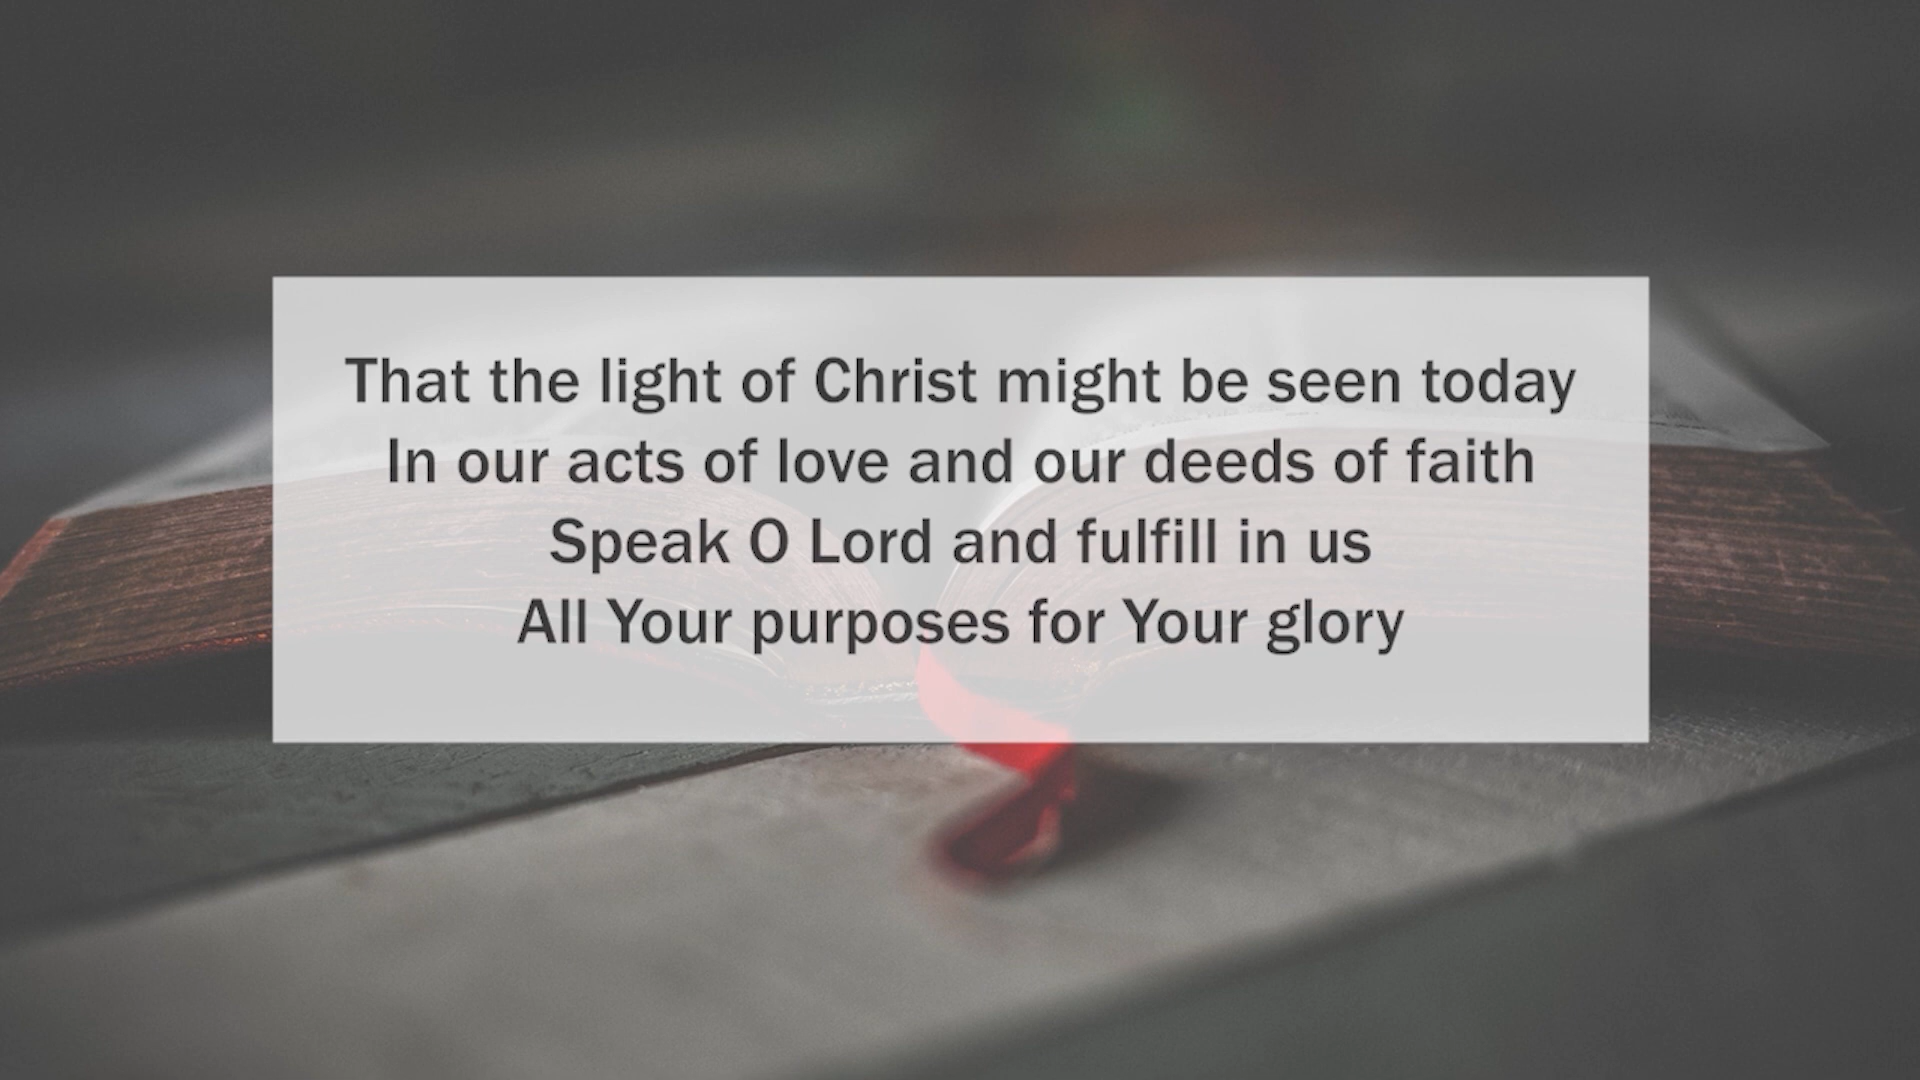 That the light of Christ might be seen today
In our acts of love and our deeds of faith
Speak O Lord and fulfill in us
All Your purposes for Your glory